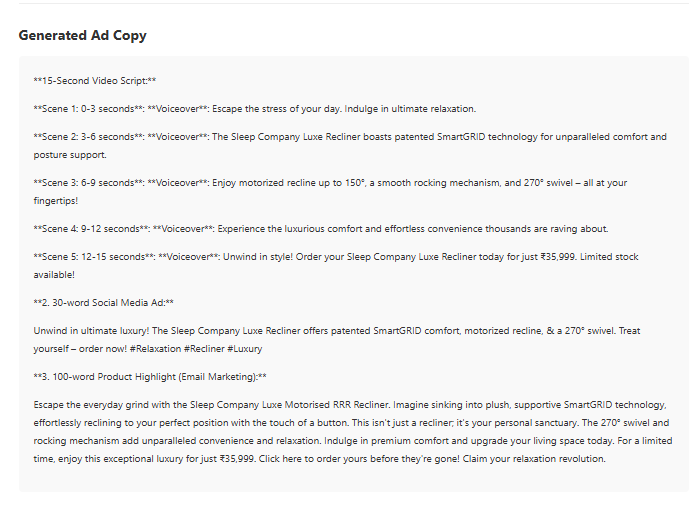 Generated Ad Copy
**15-Second Video Script:**
**Scene 1: 0-3 seconds**: **Voiceover**: Escape the stress of your day. Indulge in ultimate relaxation.
**Scene 2: 3-6 seconds**: **Voiceover**: The Sleep Company Luxe Recliner boasts patented SmartGRID technology for unparalleled comfort and
posture support.
**Scene 3: 6-9 seconds**: **Voiceover**: Enjoy motorized recline up to 150°, a smooth rocking mechanism, and 270° swivel – all at your
fingertips!
**Scene 4: 9-12 seconds**: **Voiceover**: Experience the luxurious comfort and effortless convenience thousands are raving about.
**Scene 5: 12-15 seconds**: **Voiceover**: Unwind in style! Order your Sleep Company Luxe Recliner today for just ₹35,999. Limited stock
available!
**2. 30-word Social Media Ad:**
Unwind in ultimate luxury! The Sleep Company Luxe Recliner offers patented SmartGRID comfort, motorized recline, & a 270° swivel. Treat
yourself – order now! #Relaxation #Recliner #Luxury
**3. 100-word Product Highlight (Email Marketing):**
Escape the everyday grind with the Sleep Company Luxe Motorised RRR Recliner. Imagine sinking into plush, supportive SmartGRID technology,
effortlessly reclining to your perfect position with the touch of a button. This isn't just a recliner; it's your personal sanctuary. The 270° swivel and
rocking mechanism add unparalleled convenience and relaxation. Indulge in premium comfort and upgrade your living space today. For a limited
time, enjoy this exceptional luxury for just ₹35,999. Click here to order yours before they're gone! Claim your relaxation revolution.